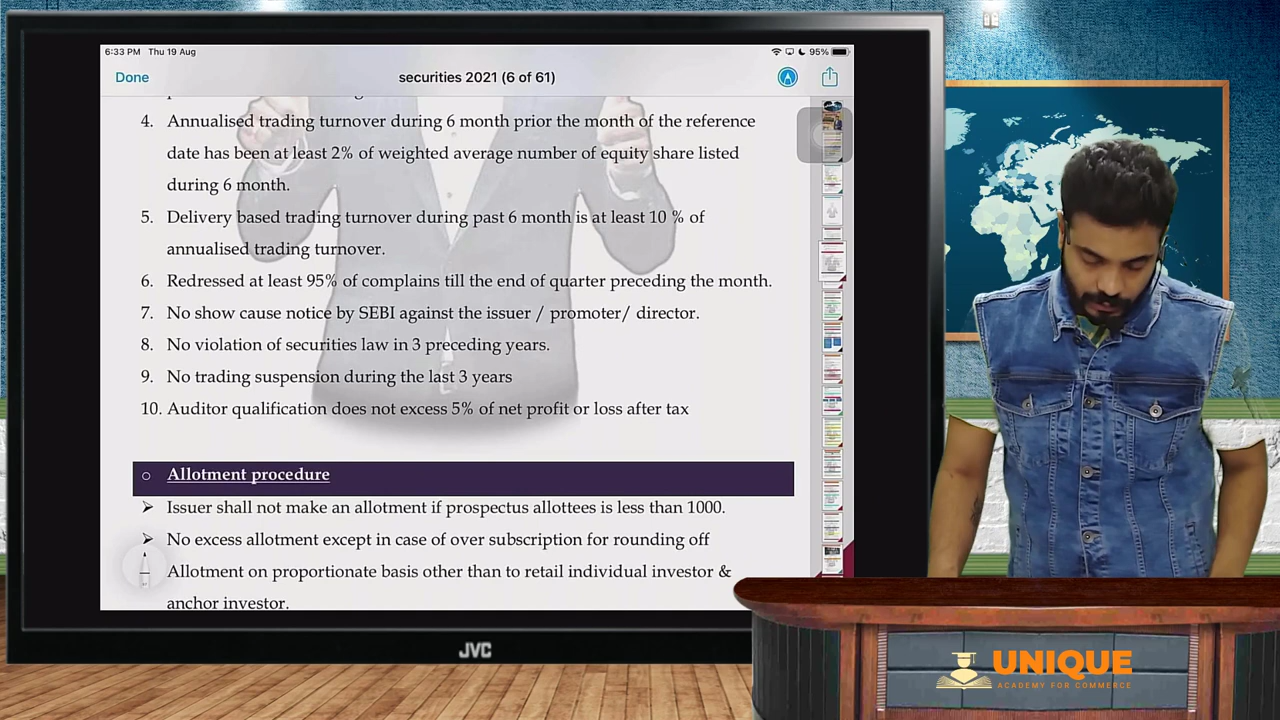 6:33 PM Thu 19 Aug
95%
Done
securities 2021 (6 of 61)
4. Annualised trading turnover during 6 month prior the month of the reference
date has been at least 2% of weighted average number of equity share listed
during 6 month.
5. Delivery based trading turnover during past 6 month is at least 10 % of
annualised trading turnover.
6. Redressed at least 95% of complains till the end of quarter preceding the month.
7. No show cause notice by SEBI against the issuer / promoter/ director.
8. No violation of securities law in 3 preceding years.
9. No trading suspension during the last 3 years
10. Auditor qualification does not excess 5% of net profit or loss after tax
○ Allotment procedure
➢ Issuer shall not make an allotment if prospectus allottees is less than 1000.
➢ No excess allotment except in case of over subscription for rounding off
Allotment on proportionate basis other than to retail individual investor &
anchor investor.
JVC
UNIQUE
ACADEMY FOR COMMERCE